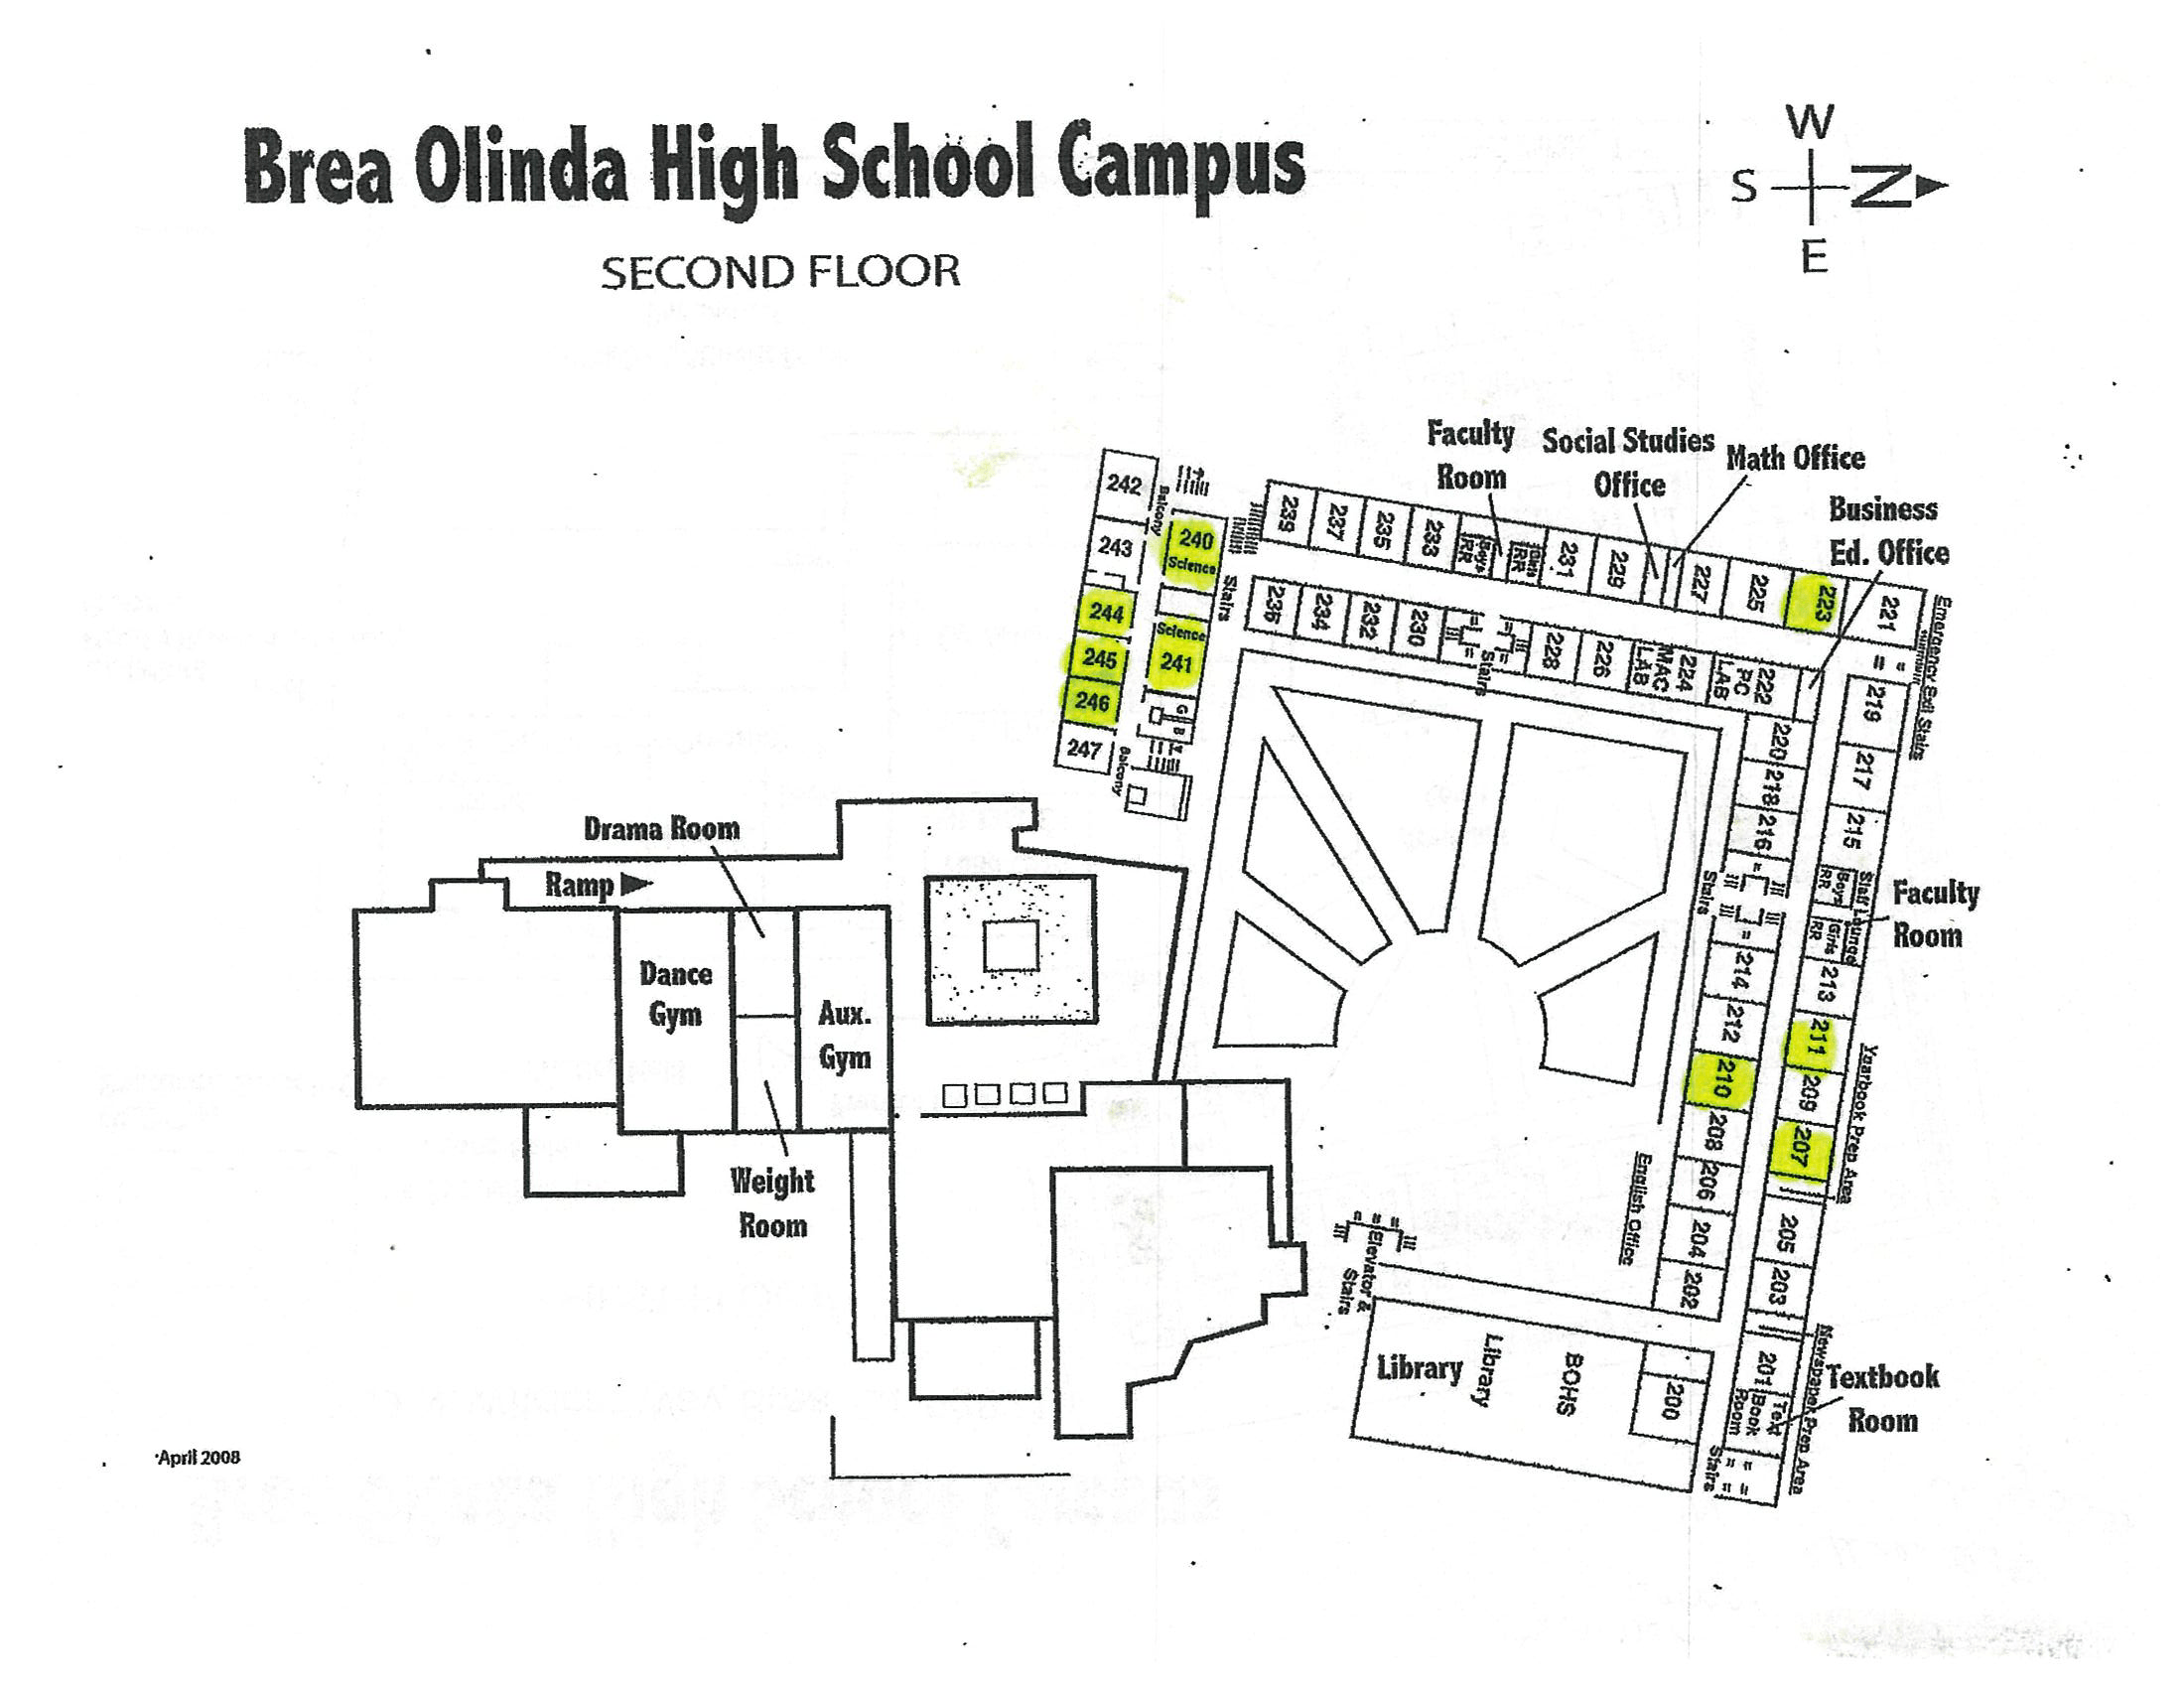 Brea Olinda High School Campus
SECOND FLOOR
W
S
N
E
Faculty
Room
Social Studies
Office
Math Office
Business
Ed. Office
242
243
244
245
246
247
Balcony
Balcony
240
Science
Science
241
G
B
Stairs
239
237
235
233
Boys
RR
Girls
RR
231
229
227
225
223
221
Emergency Exit Stairs
236
234
232
230
Stairs
228
226
224
MAC
LAB
222
PC
LAB
219
217
215
Boys
RR
Staff Lounge
Girls
RR
Faculty
Room
213
211
209
207
Yearbook Prep Area
205
203
201
Text
Book
Room
Newspaper Prep Area
Textbook
Room
Stairs
220
218
216
Stairs
214
212
210
208
206
204
202
English Office
Elevator &
Stairs
Library
Library
BOHS
200
Drama Room
Ramp
Dance
Gym
Aux.
Gym
Weight
Room
April 2008